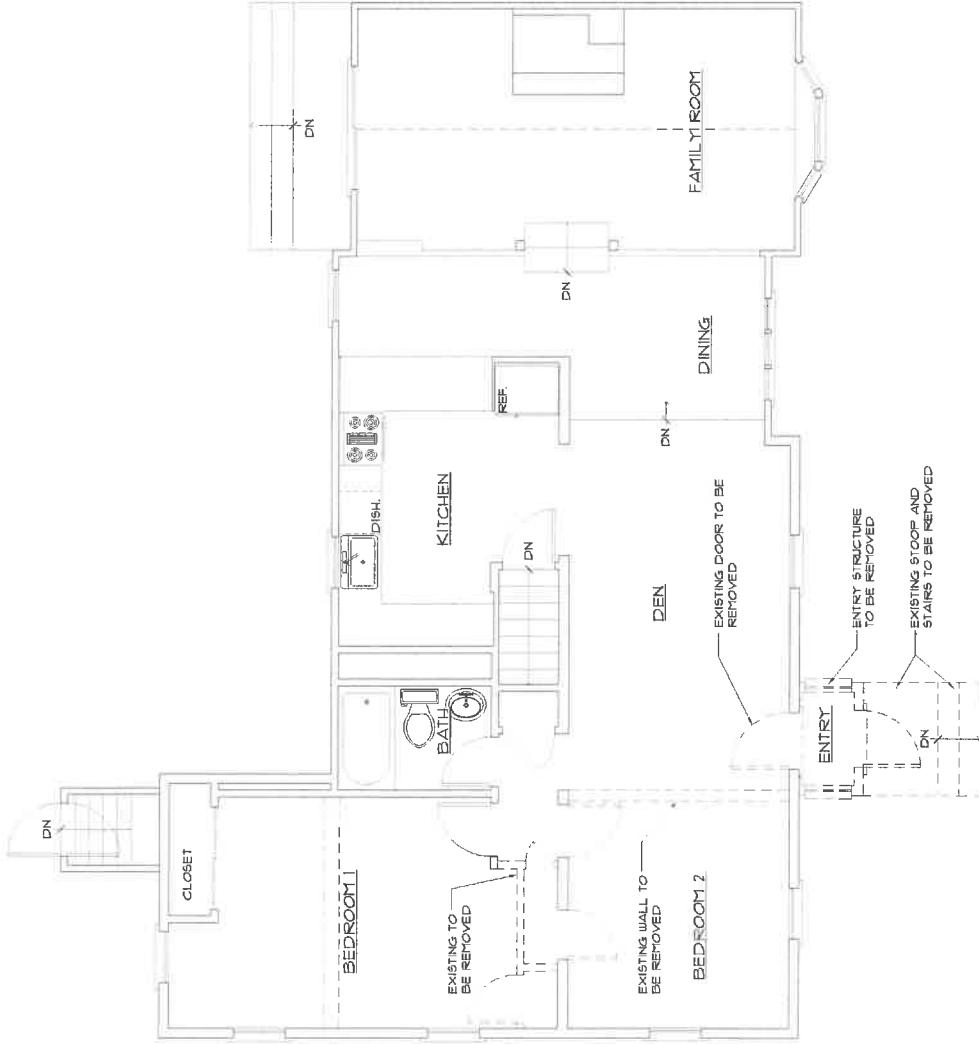 DN
CLOSET
BEDROOM 1
EXISTING TO
BE REMOVED
EXISTING WALL TO
BE REMOVED
BEDROOM 2
BATH
DISH.
KITCHEN
REF.
DN
DEN
EXISTING DOOR TO BE
REMOVED
ENTRY
ENTRY STRUCTURE
TO BE REMOVED
EXISTING STOOP AND
STAIRS TO BE REMOVED
DN
DN
DINING
DN
DN
FAMILY ROOM